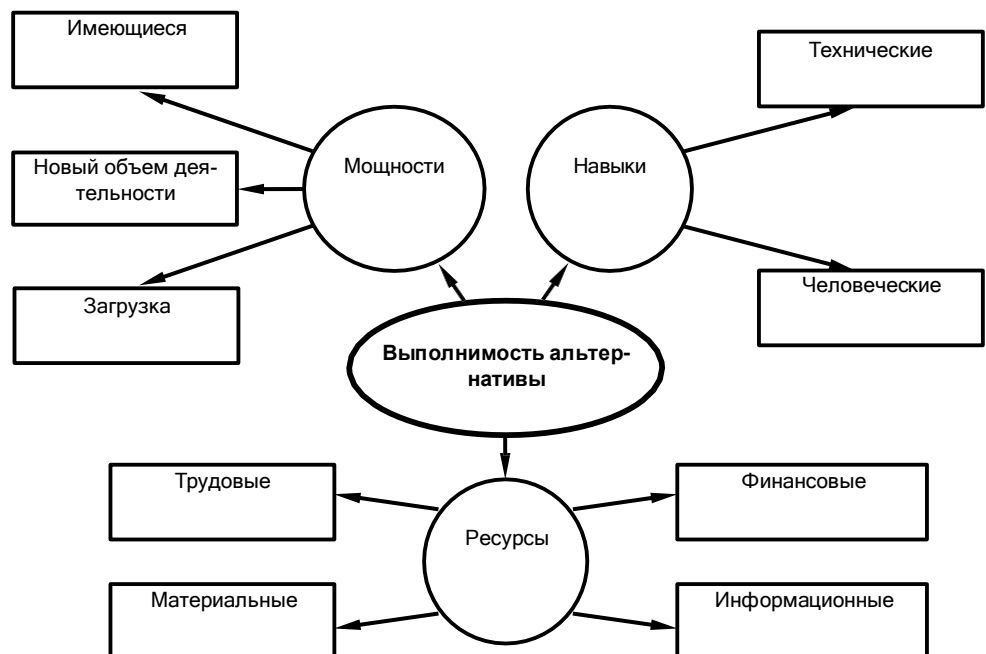 Имеющиеся
Технические
Новый объем дея-
тельности
Мощности
Навыки
Загрузка
Человеческие
Выполнимость альтер-
нативы
Трудовые
Финансовые
Ресурсы
Материальные
Информационные